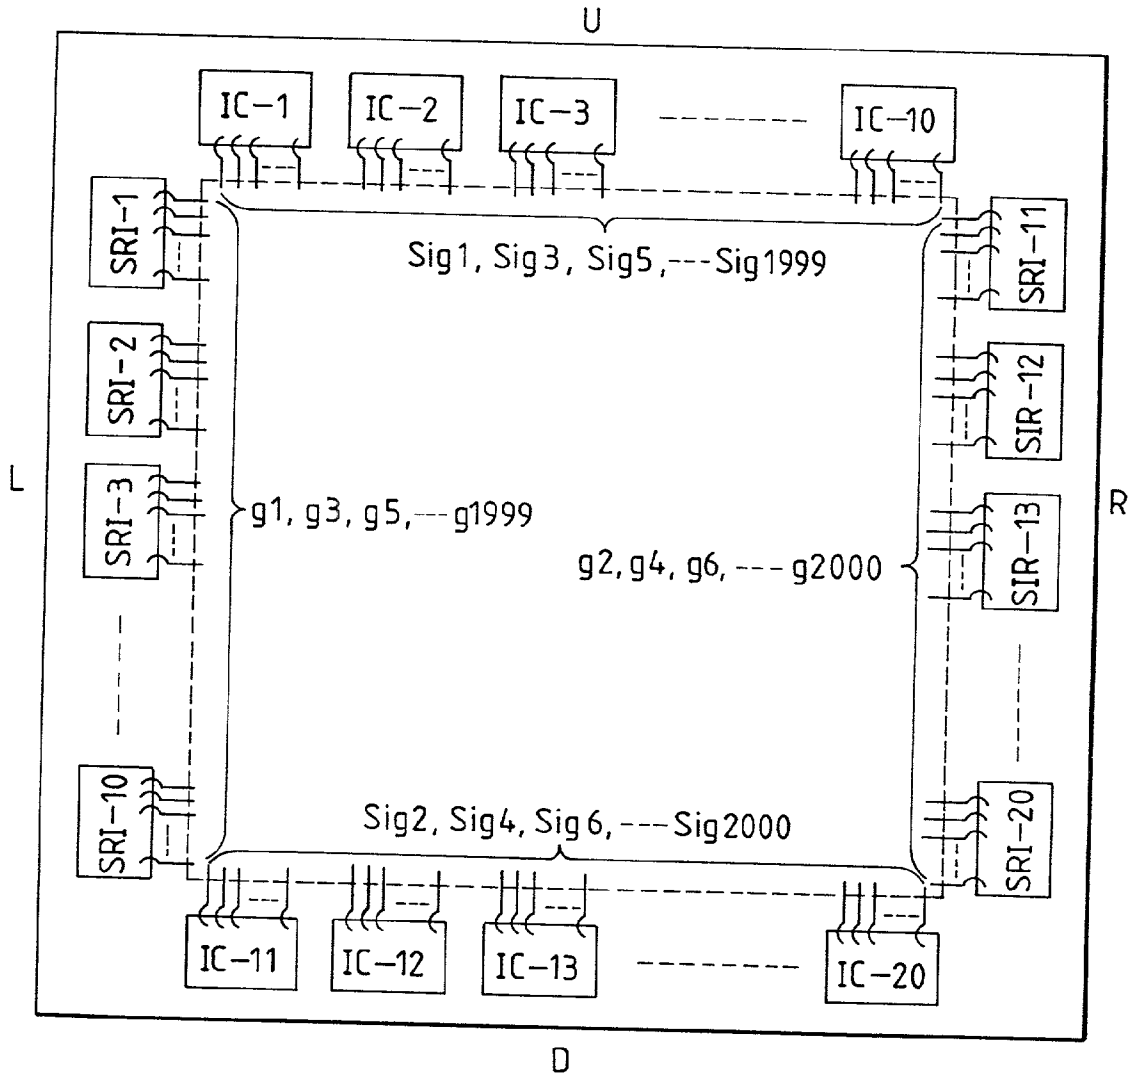 U
IC-1
IC-2
IC-3
IC-10
SRI-1
SRI-11
Sig1, Sig3, Sig5,---Sig1999
SRI-2
SIR-12
L
SRI-3
g1, g3, g5,---g1999
SIR-13
R
g2, g4, g6,---g2000
SRI-10
Sig2, Sig4, Sig6,---Sig2000
SRI-20
IC-11
IC-12
IC-13
IC-20
D